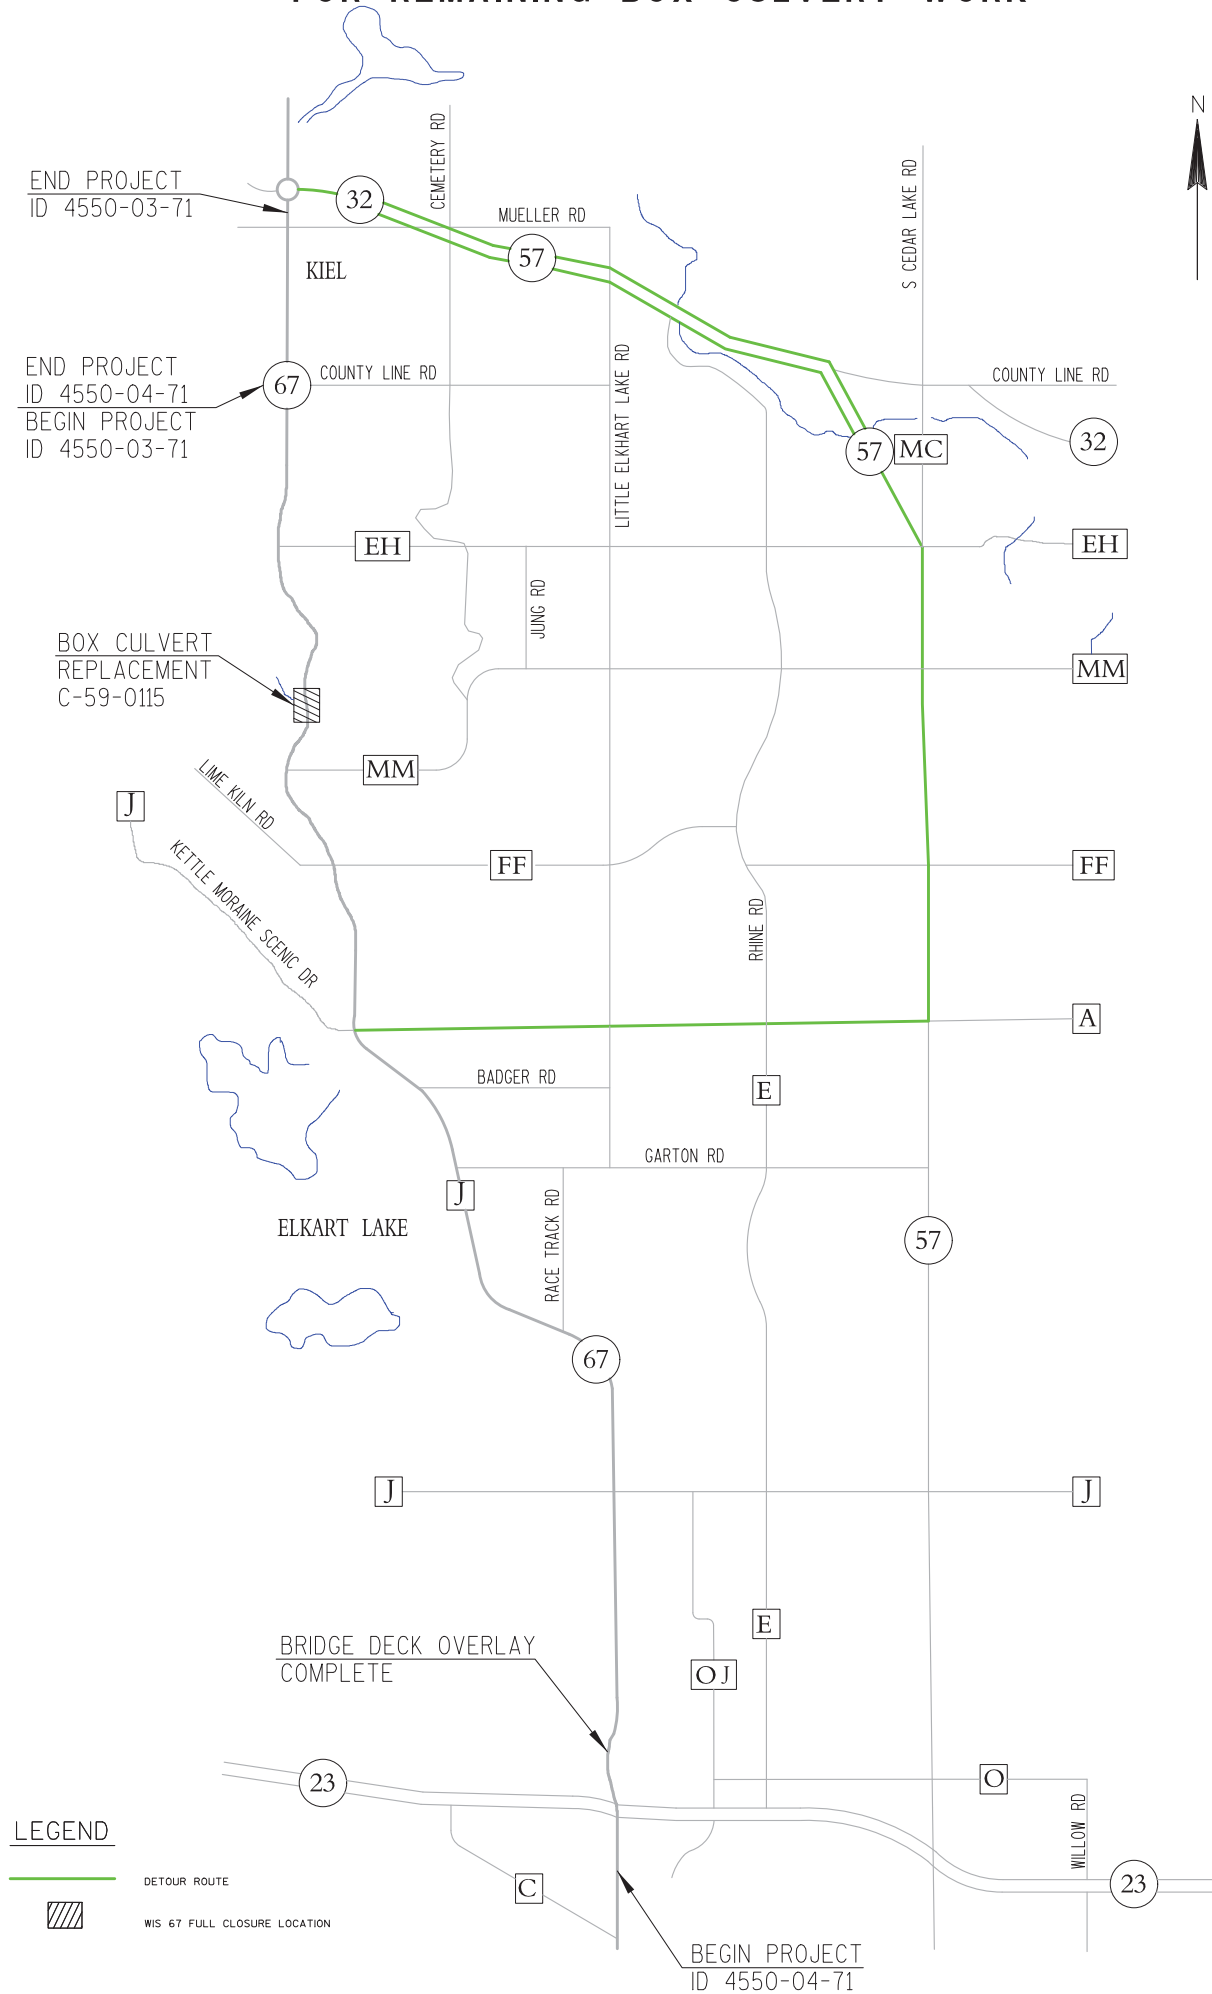 FOR REMAINING BOX CULVERT WORK
N
CEMETERY RD
S CEDAR LAKE RD
END PROJECT
ID 4550-03-71
32
MUELLER RD
57
KIEL
END PROJECT
ID 4550-04-71
BEGIN PROJECT
ID 4550-03-71
67
COUNTY LINE RD
LITTLE ELKHART LAKE RD
COUNTY LINE RD
57
MC
32
EH
EH
JUNG RD
BOX CULVERT
REPLACEMENT
C-59-0115
MM
MM
J
LIME KILN RD
KETTLE MORAINE SCENIC DR
FF
FF
RHINE RD
A
BADGER RD
E
GARTON RD
J
RACE TRACK RD
ELKART LAKE
57
67
J
J
E
BRIDGE DECK OVERLAY
COMPLETE
OJ
23
O
WILLOW RD
LEGEND
DETOUR ROUTE
C
23
WIS 67 FULL CLOSURE LOCATION
BEGIN PROJECT
ID 4550-04-71